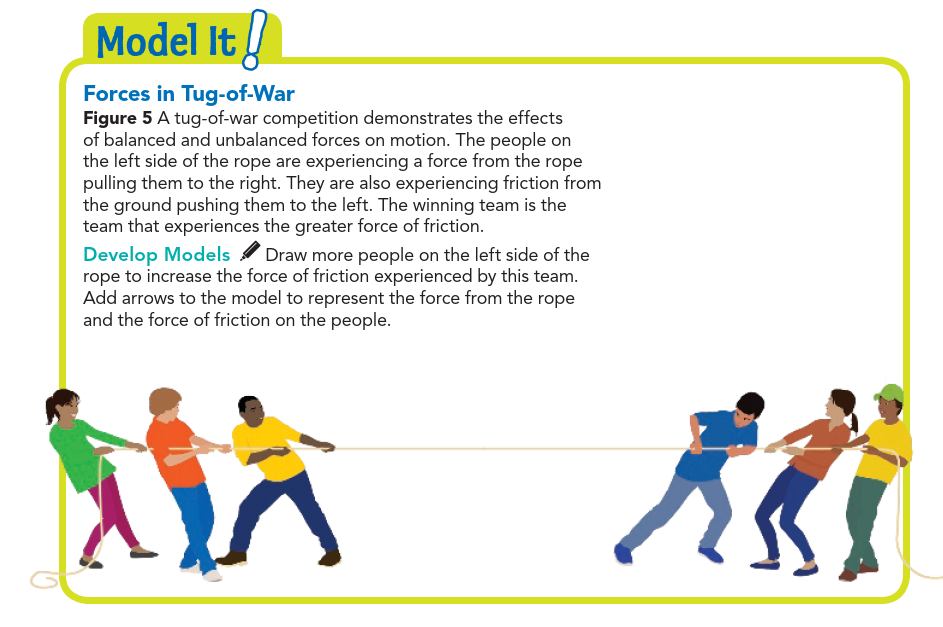 Model It!
Forces in Tug-of-War
Figure 5 A tug-of-war competition demonstrates the effects
of balanced and unbalanced forces on motion. The people on
the left side of the rope are experiencing a force from the rope
pulling them to the right. They are also experiencing friction from
the ground pushing them to the left. The winning team is the
team that experiences the greater force of friction.
Develop Models Draw more people on the left side of the
rope to increase the force of friction experienced by this team.
Add arrows to the model to represent the force from the rope
and the force of friction on the people.